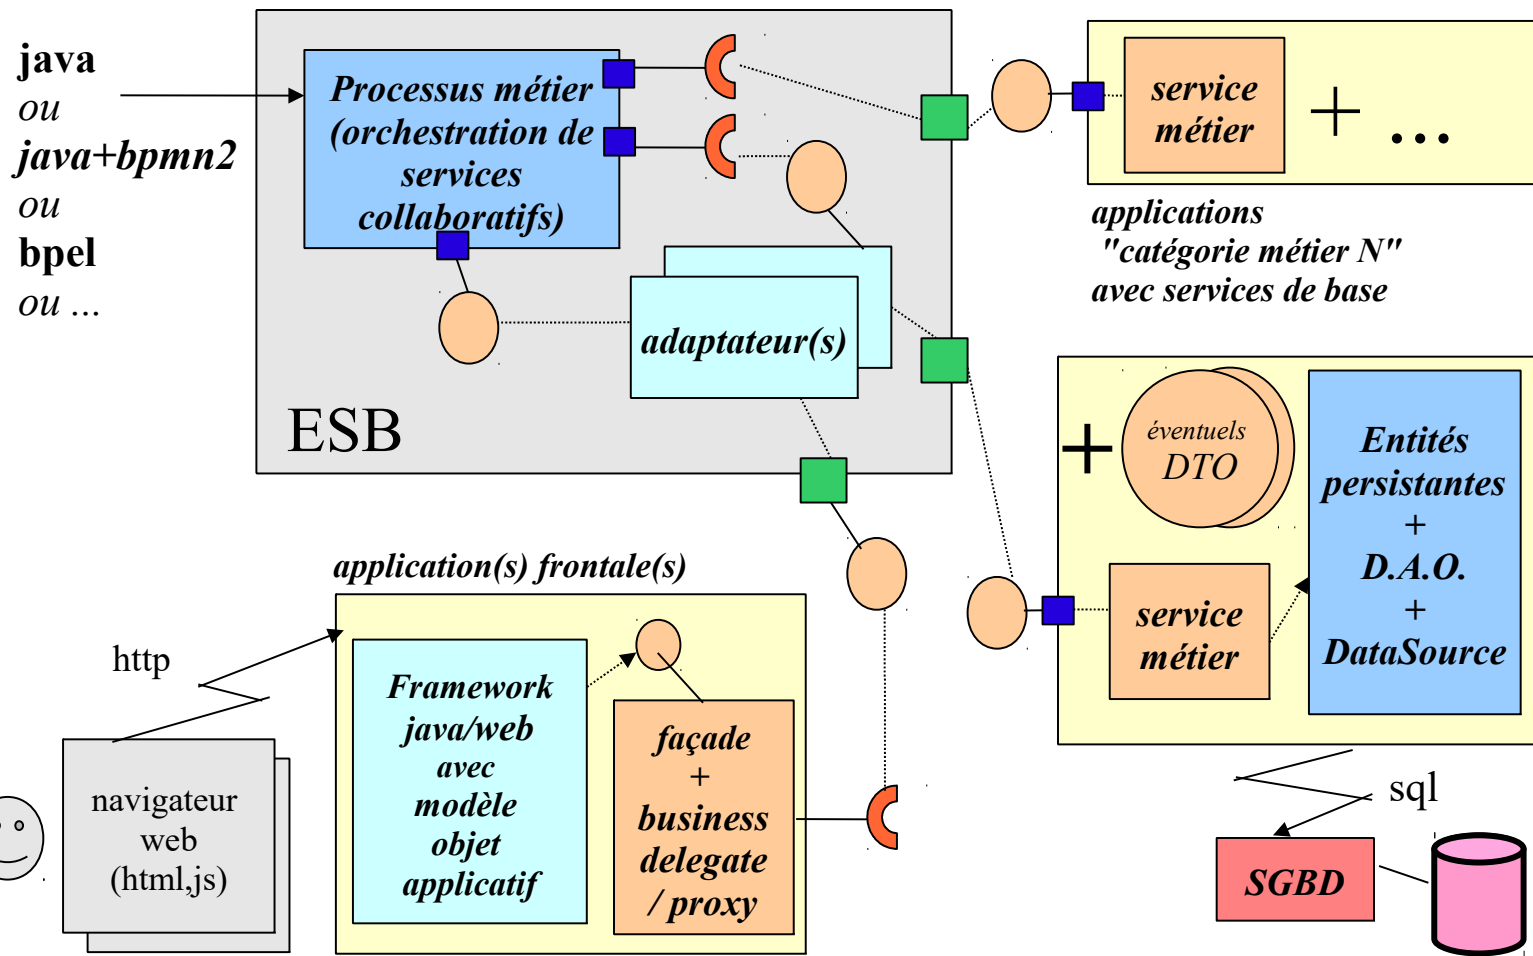 java
ou
java+bpmn2
ou
bpel
ou ...
Processus métier
(orchestration de
services
collaboratifs)
adaptateur(s)
ESB
service
métier
+ ...
applications
"catégorie métier N"
avec services de base
+
éventuels
DTO
service
métier
Entités
persistantes
+
D.A.O.
+
DataSource
application(s) frontale(s)
http
Framework
java/web
avec
modèle
objet
applicatif
façade
+
business
delegate
/ proxy
navigateur
web
(html,js)
sql
SGBD